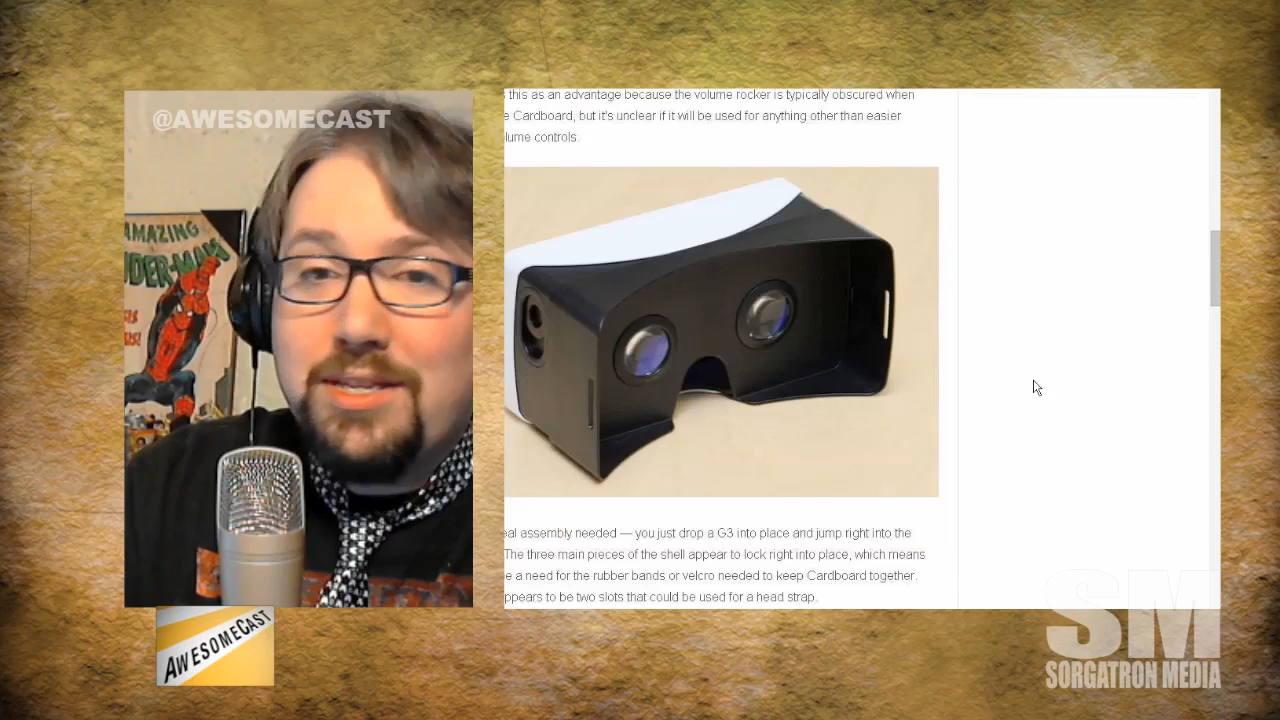 @AWESOMECAST
AMAZING
DER-MAN
this as an advantage because the volume rocker is typically obscured when
e Cardboard, but it's unclear if it will be used for anything other than easier
lume controls.
eal assembly needed — you just drop a G3 into place and jump right into the
The three main pieces of the shell appear to lock right into place, which means
e a need for the rubber bands or velcro needed to keep Cardboard together.
ppears to be two slots that could be used for a head strap.
AWESOMECAST
SM
SORGATRON MEDIA